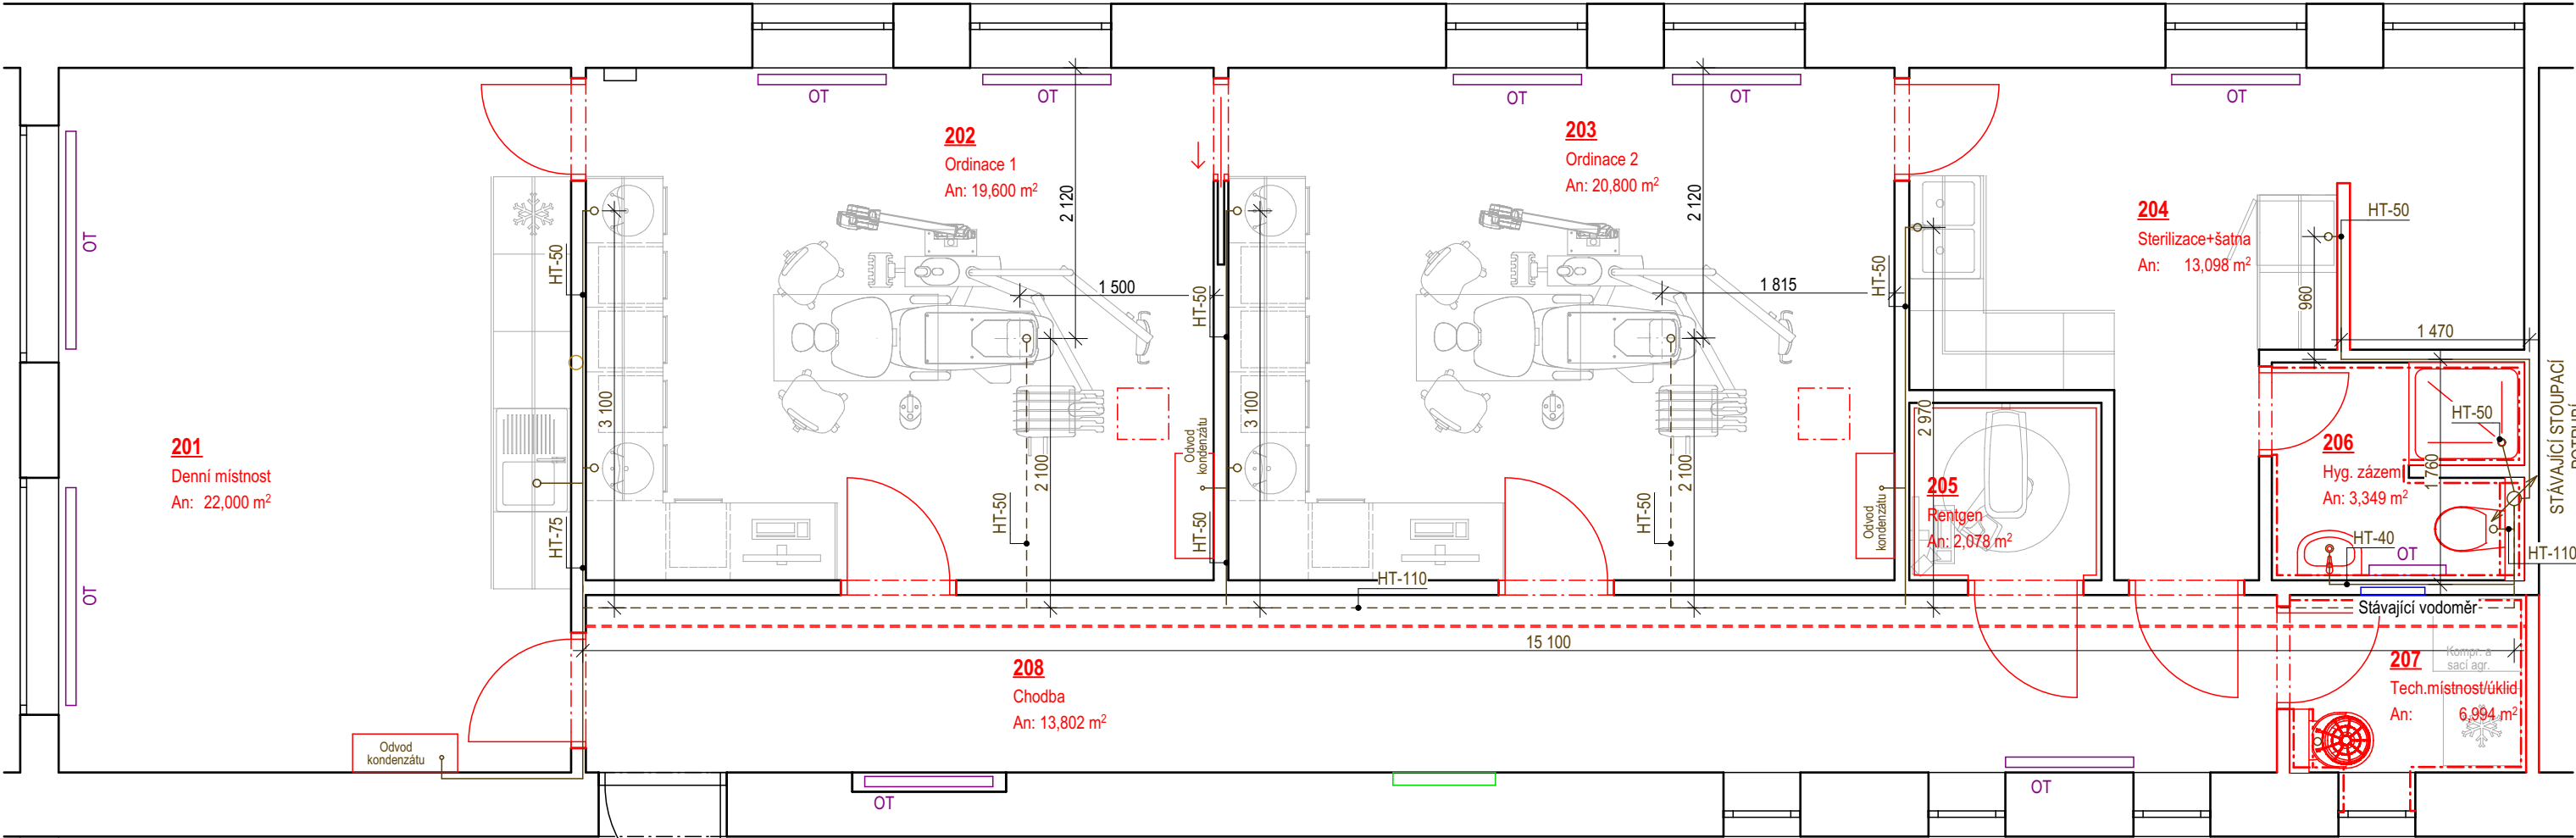 OT
OT
OT
OT
OT
202
Ordinace 1
An: 19,600 m²
2 120
203
Ordinace 2
An: 20,800 m²
2 120
204
Sterilizace+šatna
An: 13,098 m²
HT-50
960
1 470
OT
HT-50
1 500
HT-50
1 815
HT-50
3 100
3 100
2 970
STÁVAJÍCÍ STOUPACÍ
POTRUBÍ
201
Denní místnost
An: 22,000 m²
Odvod
kondenzátu
2 100
2 100
Odvod
kondenzátu
205
Rentgen
An: 2,078 m²
206
Hyg. zázemí
An: 3,349 m²
HT-50
1 760
HT-75
HT-50
HT-50
HT-50
HT-40
OT
HT-110
OT
HT-110
Stávající vodoměr
15 100
208
Chodba
An: 13,802 m²
207
Kompr. a
sací agr.
Tech.místnost/úklid
An: 6,994 m²
Odvod
kondenzátu
OT
OT